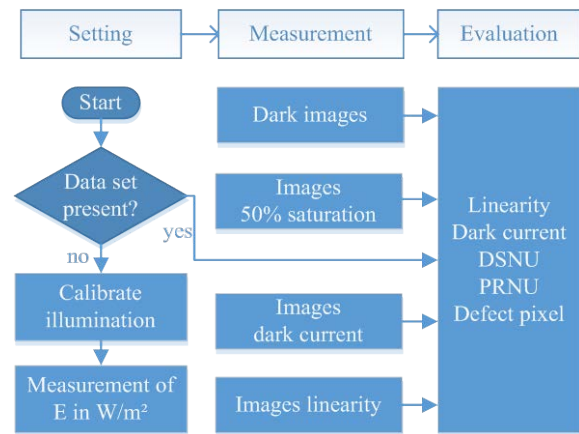 Setting
Measurement
Evaluation
Start
Data set
present?
yes
no
Calibrate
illumination
Measurement of
E in W/m²
Dark images
Images
50% saturation
Images
dark current
Images linearity
Linearity
Dark current
DSNU
PRNU
Defect pixel